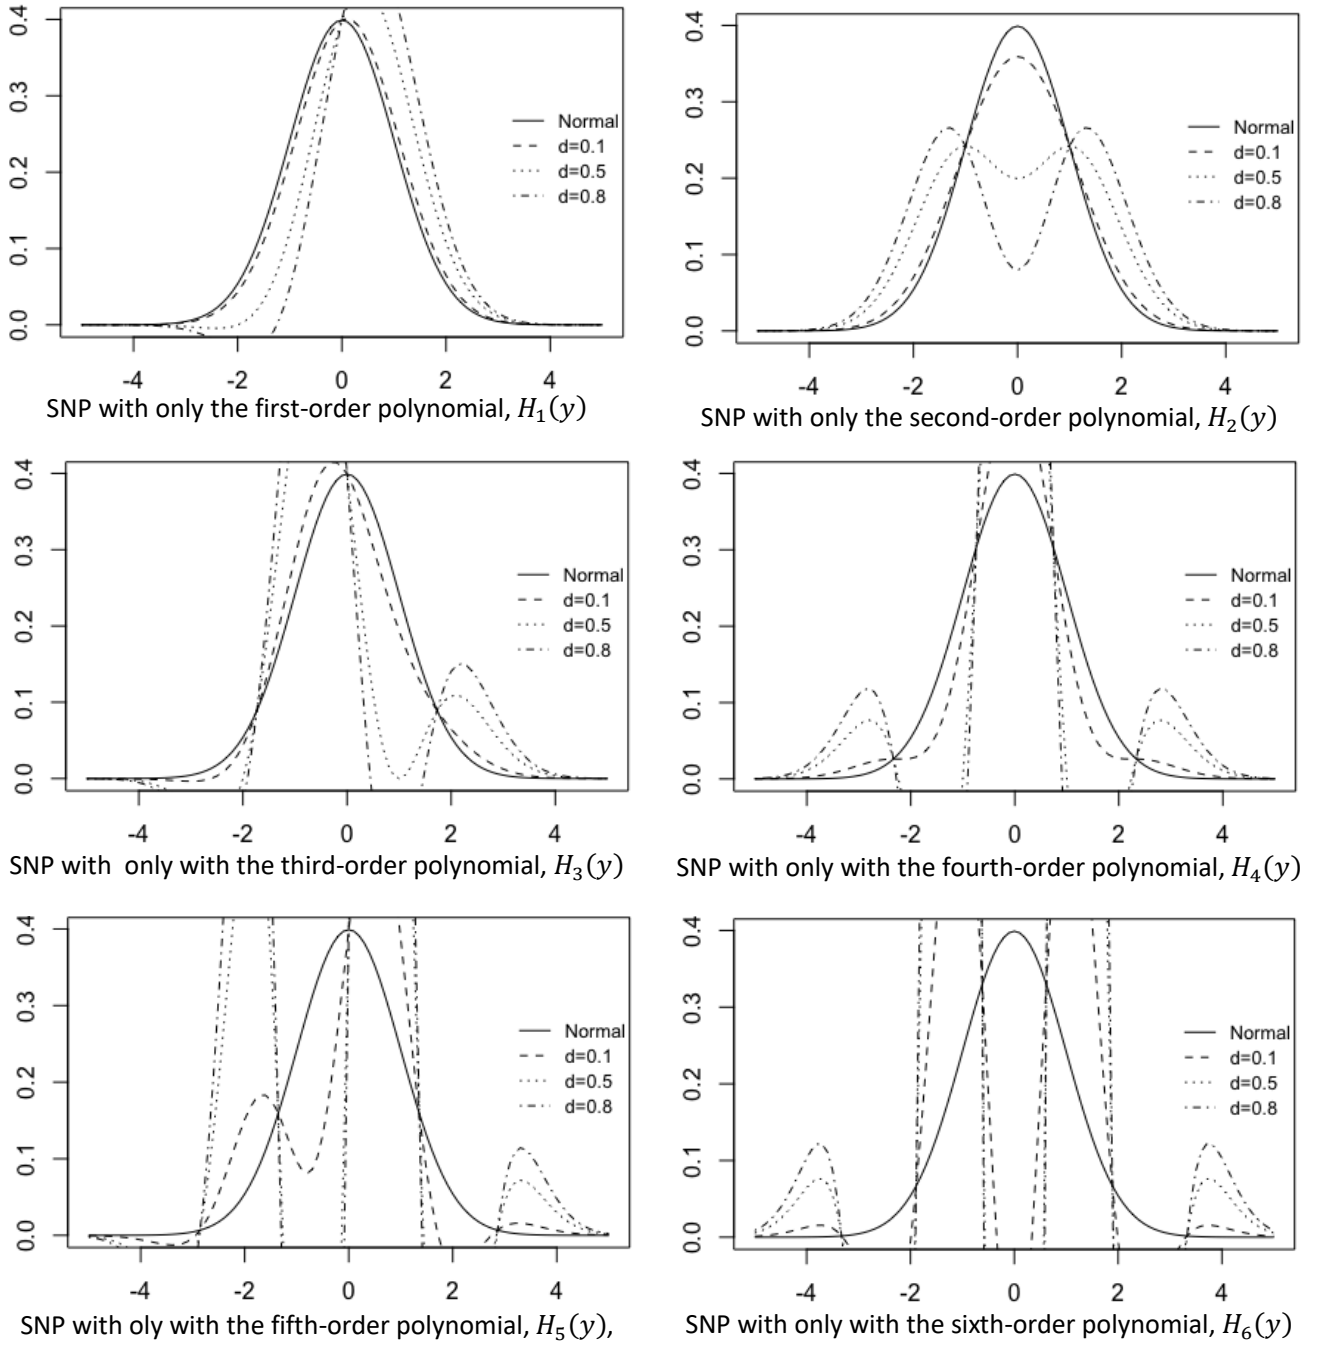 0.0 0.1 0.2 0.3 0.4
Normal
d=0.1
d=0.5
d=0.8
-4 -2 0 2 4
SNP with only the first-order polynomial, H₁(y)
0.0 0.1 0.2 0.3 0.4
Normal
d=0.1
d=0.5
d=0.8
-4 -2 0 2 4
SNP with only the second-order polynomial, H₂(y)
0.0 0.1 0.2 0.3 0.4
Normal
d=0.1
d=0.5
d=0.8
-4 -2 0 2 4
SNP with only with the third-order polynomial, H₃(y)
0.0 0.1 0.2 0.3 0.4
Normal
d=0.1
d=0.5
d=0.8
-4 -2 0 2 4
SNP with only with the fourth-order polynomial, H₄(y)
0.0 0.1 0.2 0.3 0.4
Normal
d=0.1
d=0.5
d=0.8
-4 -2 0 2 4
SNP with oly with the fifth-order polynomial, H₅(y),
0.0 0.1 0.2 0.3 0.4
Normal
d=0.1
d=0.5
d=0.8
-4 -2 0 2 4
SNP with only with the sixth-order polynomial, H₆(y)